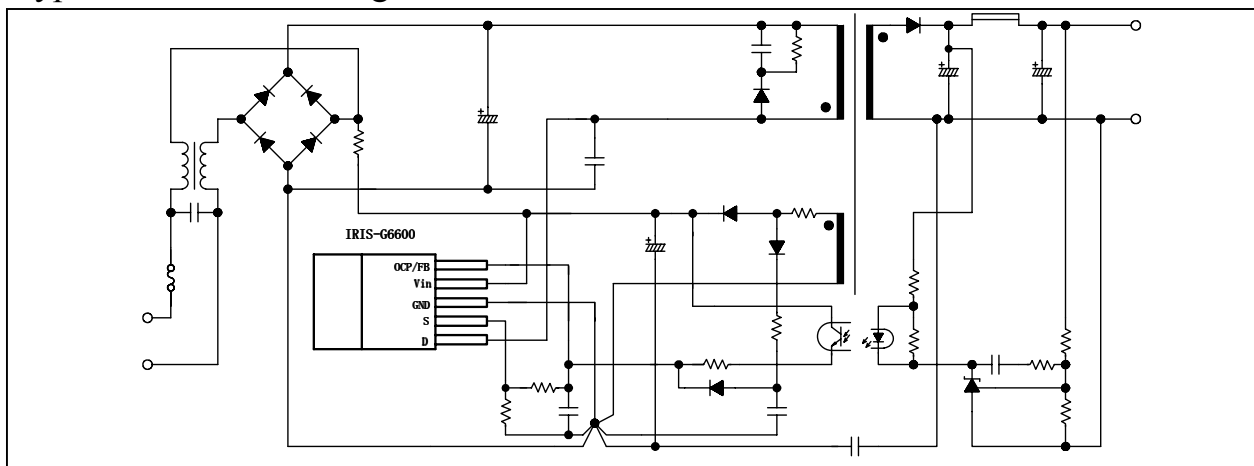 IRIS-G6600
OCP/FB
Vin
GND
S
D
+
+
+
+